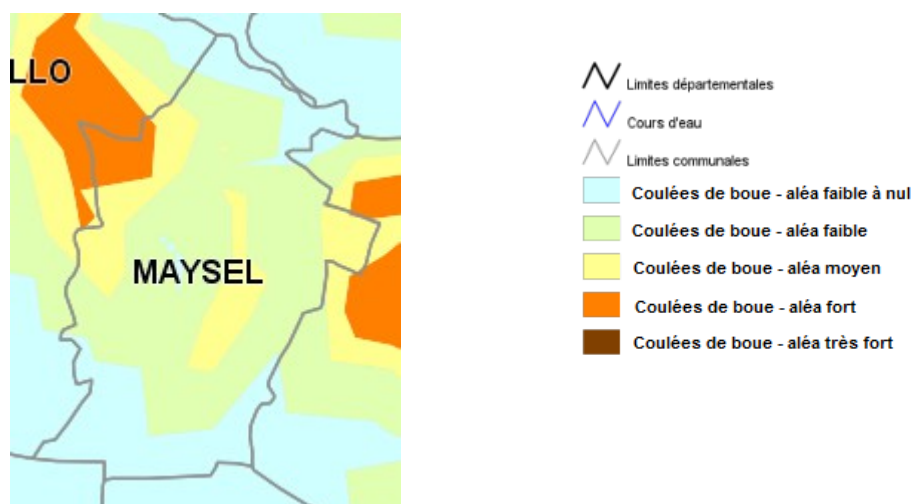 LLO
MAYSEL
Limites départementales
Cours d'eau
Limites communales
Coulées de boue - aléa faible à nul
Coulées de boue - aléa faible
Coulées de boue - aléa moyen
Coulées de boue - aléa fort
Coulées de boue - aléa très fort